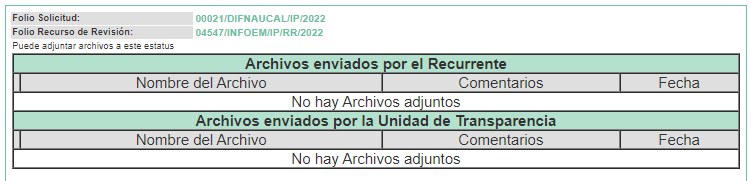 Folio Solicitud: 00021/DIFNAUCAL/IP/2022
Folio Recurso de Revisión: 04547/INFOEM/IP/RR/2022
Puede adjuntar archivos a este estatus
Archivos enviados por el Recurrente
Nombre del Archivo Comentarios Fecha
No hay Archivos adjuntos
Archivos enviados por la Unidad de Transparencia
Nombre del Archivo Comentarios Fecha
No hay Archivos adjuntos